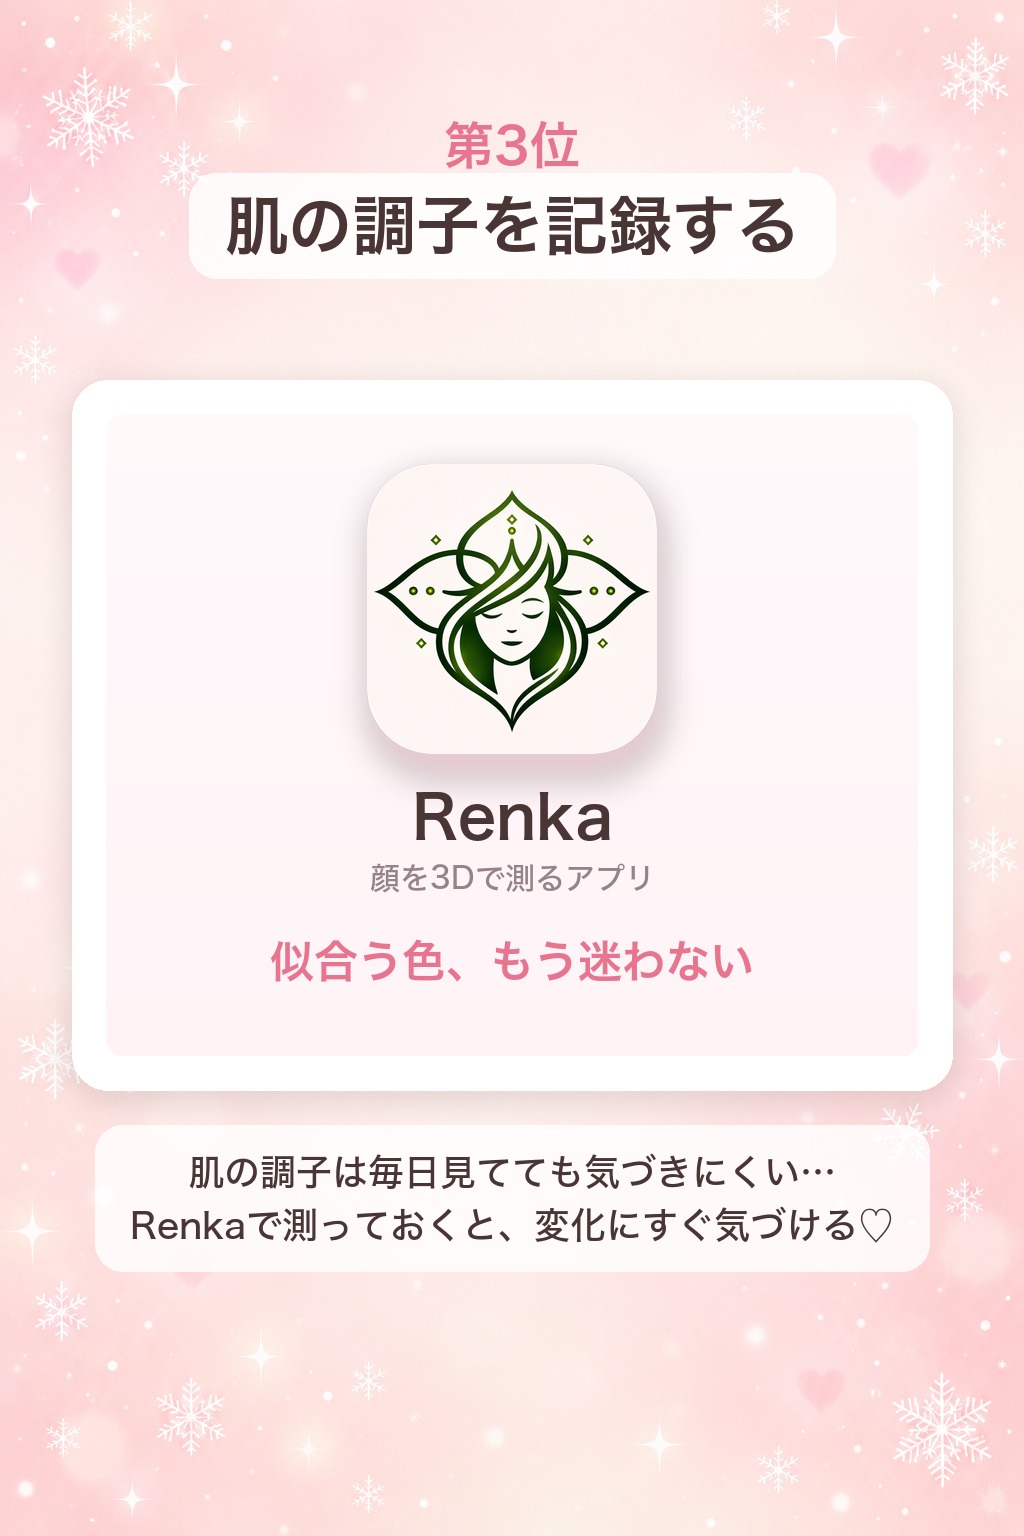 第3位
肌の調子を記録する
Renka
顔を3Dで測るアプリ
似合う色、もう迷わない
肌の調子は毎日見てても気づきにくい…
Renkaで測っておくと、変化にすぐ気づける♡